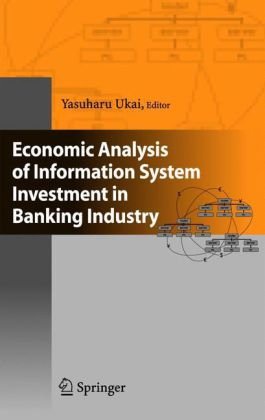 Yasuharu Ukai, Editor
Economic Analysis
of Information System
Investment in
Banking Industry
Springer